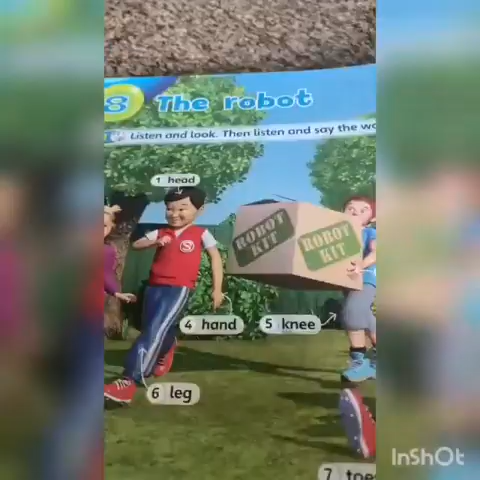 8 The robot
Listen and look. Then listen and say the wo
1 head
ROBOT KIT
ROBOT KIT
4 hand
5 knee
6 leg
7 toe
InShOt